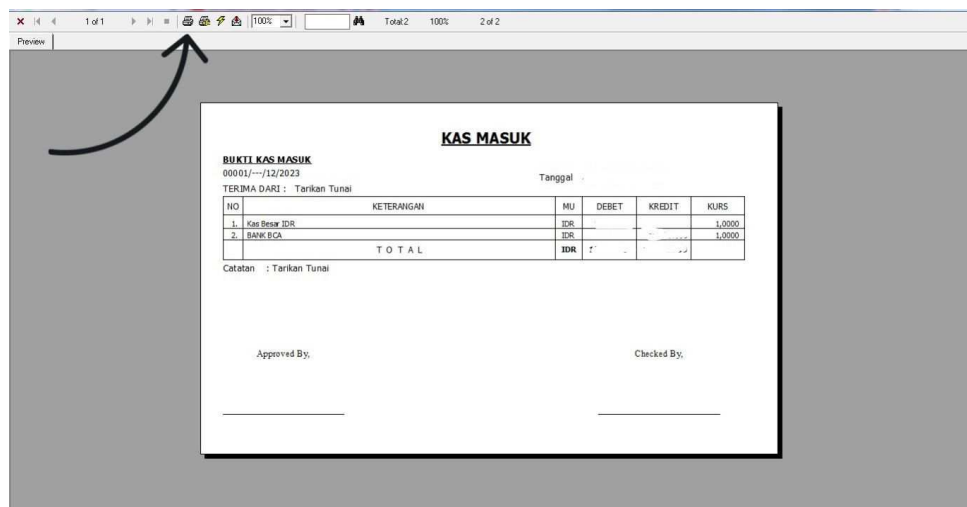 1 of 1 100% Total:2 100% 2 of 2
Preview
KAS MASUK
BUKTI KAS MASUK
00001/---/12/2023
Tanggal
TERIMA DARI : Tarikan Tunai
NO KETERANGAN MU DEBET KREDIT KURS
1. Kas Besar IDR IDR 1,0000
2. BANK BCA IDR 1,0000
T O T A L IDR
Catatan : Tarikan Tunai
Approved By, Checked By,